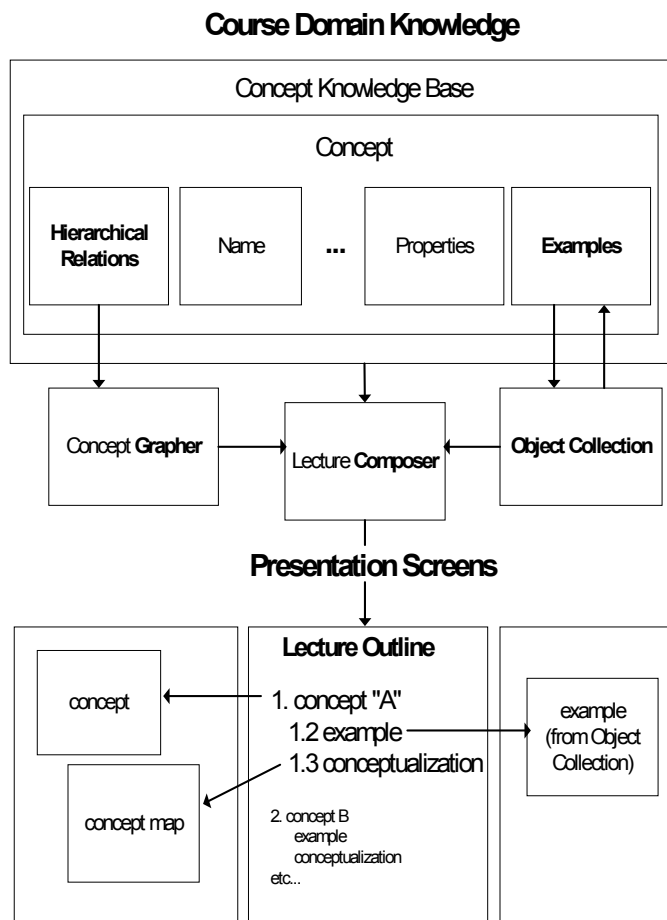 Course Domain Knowledge
Concept Knowledge Base
Concept
Hierarchical
Relations
Name
...
Properties
Examples
Concept Grapher
Lecture Composer
Object Collection
Presentation Screens
Lecture Outline
concept
1. concept "A"
1.2 example
1.3 conceptualization
example
(from Object
Collection)
concept map
2. concept B
example
conceptualization
etc...